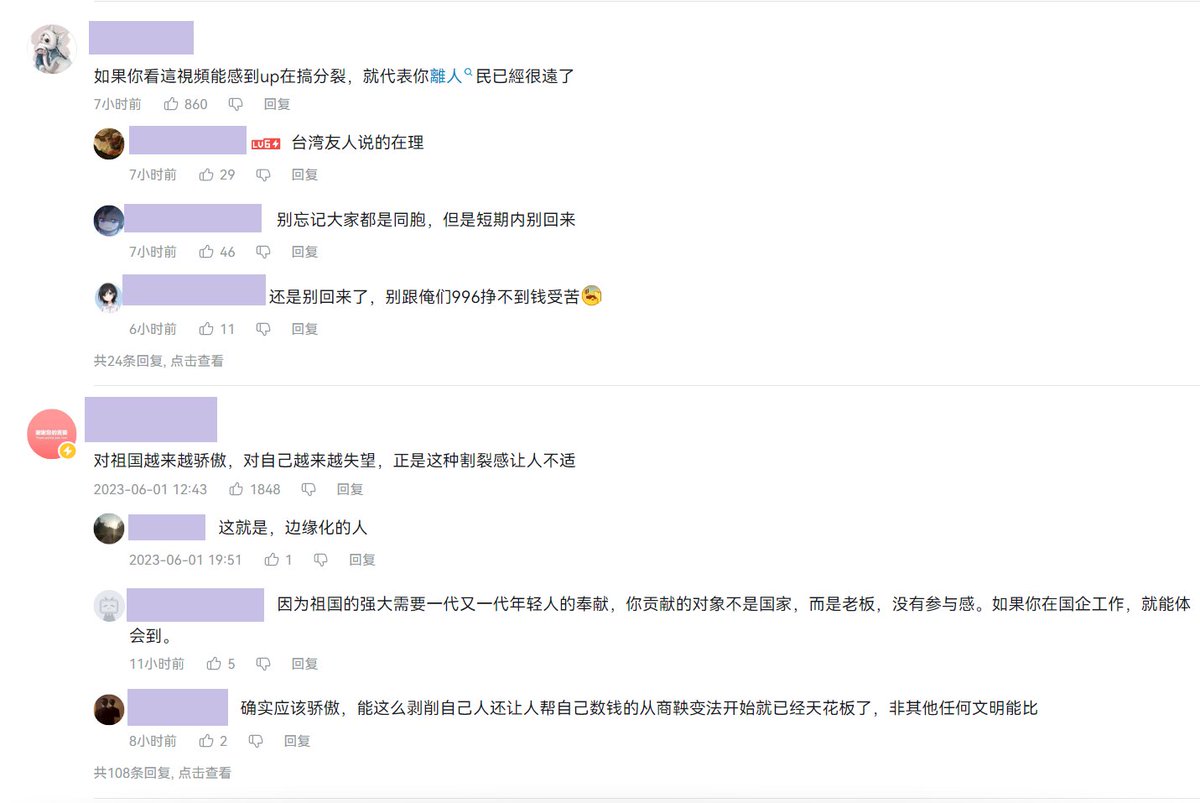 如果你看這視頻能感到up在搞分裂，就代表你離人民已經很遠了
7小时前 860 回复
LV6 台湾友人说的在理
7小时前 29 回复
别忘记大家都是同胞，但是短期内别回来
7小时前 46 回复
还是别回来了，别跟俺们996挣不到钱受苦
6小时前 11 回复
共24条回复, 点击查看
对祖国越来越骄傲，对自己越来越失望，正是这种割裂感让人不适
2023-06-01 12:43 1848 回复
这就是，边缘化的人
2023-06-01 19:51 1 回复
因为祖国的强大需要一代又一代年轻人的奉献，你贡献的对象不是国家，而是老板，没有参与感。如果你在国企工作，就能体
会到。
11小时前 5 回复
确实应该骄傲，能这么剥削自己人还让人帮自己数钱的从商鞅变法开始就已经天花板了，非其他任何文明能比
8小时前 2 回复
共108条回复, 点击查看